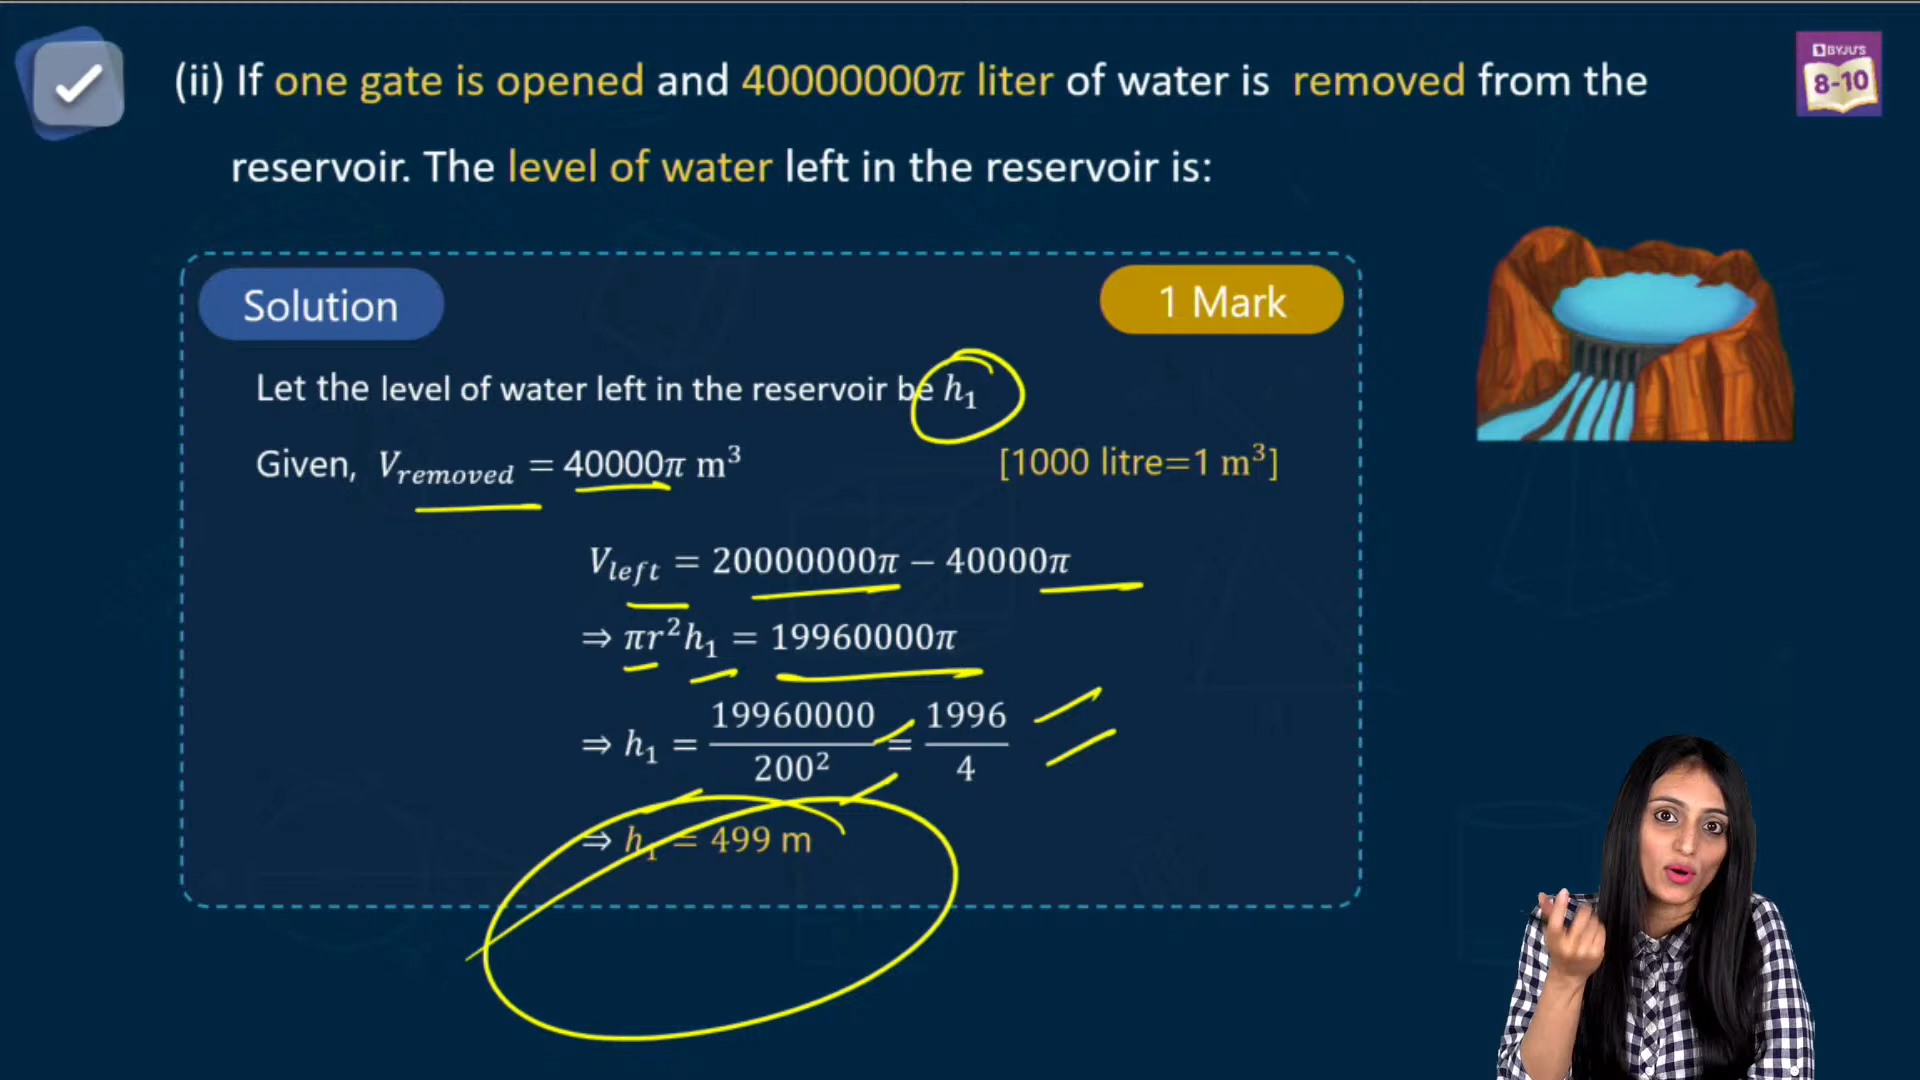 (ii) If one gate is opened and 40000000π liter of water is removed from the
BYJU'S
8-10
reservoir. The level of water left in the reservoir is:
Solution
1 Mark
Let the level of water left in the reservoir be h₁
Given, V_removed = 40000π m³ [1000 litre=1 m³]
V_left = 20000000π − 40000π
⇒ πr²h₁ = 19960000π
⇒ h₁ = 19960000/200² = 1996/4
⇒ h₁ = 499 m